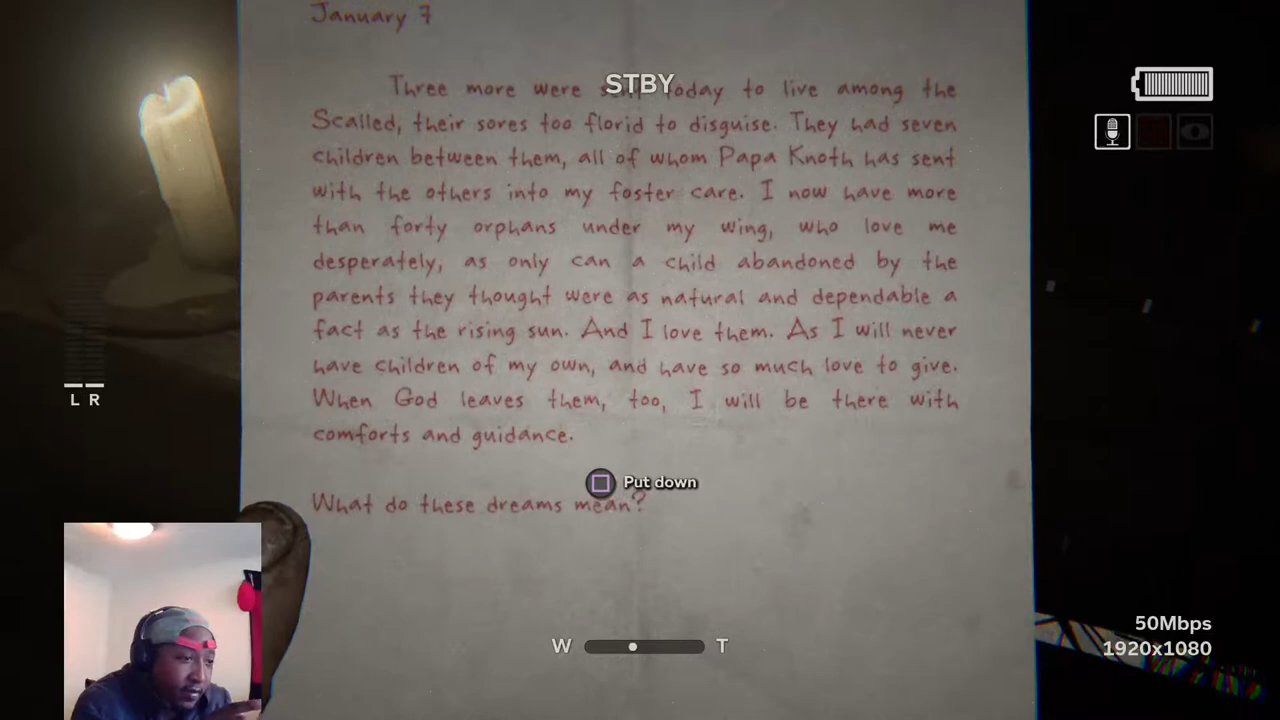 January 7
STBY
Three more were today to live among the
Scalled, their sores too florid to disguise. They had seven
children between them, all of whom Papa Knoth has sent
with the others into my foster care. I now have more
than forty orphans under my wing, who love me
desperately, as only can a child abandoned by the
parents they thought were as natural and dependable a
fact as the rising sun. And I love them. As I will never
have children of my own, and have so much love to give.
When God leaves them, too, I will be there with
comforts and guidance.
Put down
What do these dreams mean?
L R
W T
50Mbps
1920x1080